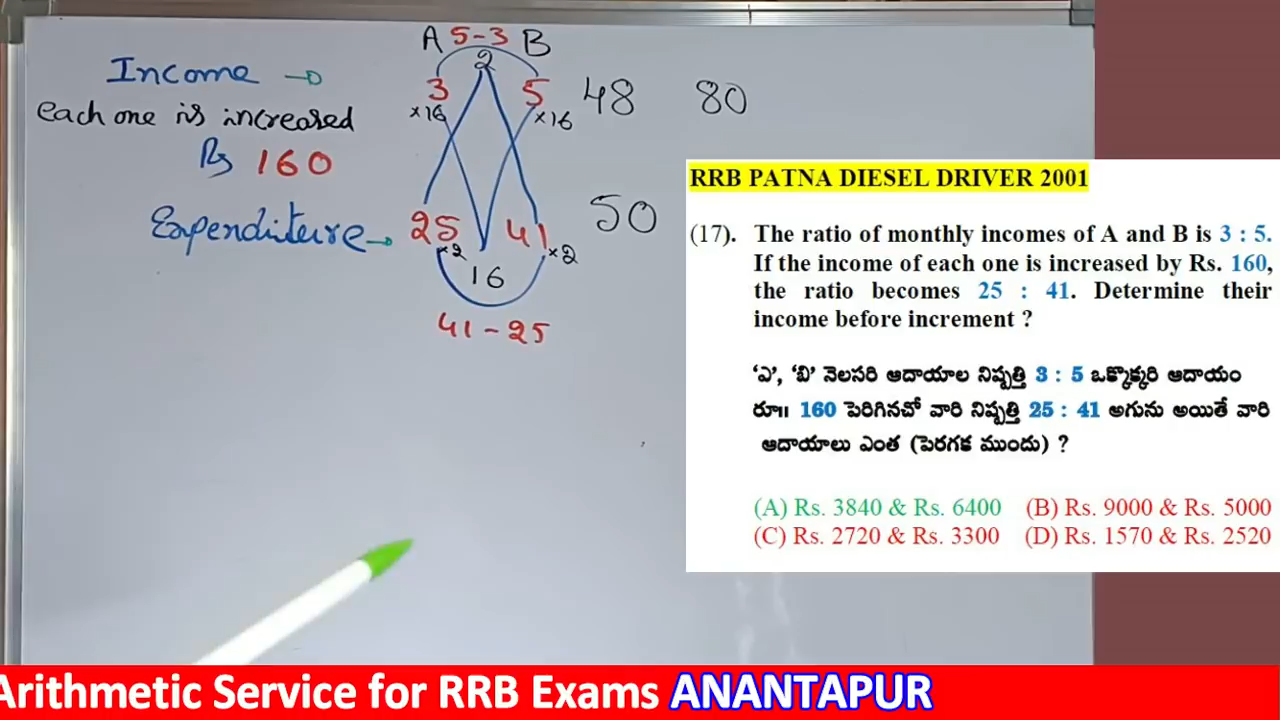 A 5-3 B
2
Income → 3 5 48 80
each one is increased ×16 ×16
Rs 160
Expenditure → 25 41 50
×2 ×2
16
41 - 25
RRB PATNA DIESEL DRIVER 2001
(17). The ratio of monthly incomes of A and B is 3 : 5.
If the income of each one is increased by Rs. 160,
the ratio becomes 25 : 41. Determine their
income before increment ?
‘ఎ’, ‘బి’ నెలసరి ఆదాయాల నిష్పత్తి 3 : 5 ఒక్కొక్కరి ఆదాయం
రూ॥ 160 పెరిగినచో వారి నిష్పత్తి 25 : 41 అగును అయితే వారి
ఆదాయాలు ఎంత (పెరగక ముందు) ?
(A) Rs. 3840 & Rs. 6400 (B) Rs. 9000 & Rs. 5000
(C) Rs. 2720 & Rs. 3300 (D) Rs. 1570 & Rs. 2520
Arithmetic Service for RRB Exams ANANTAPUR